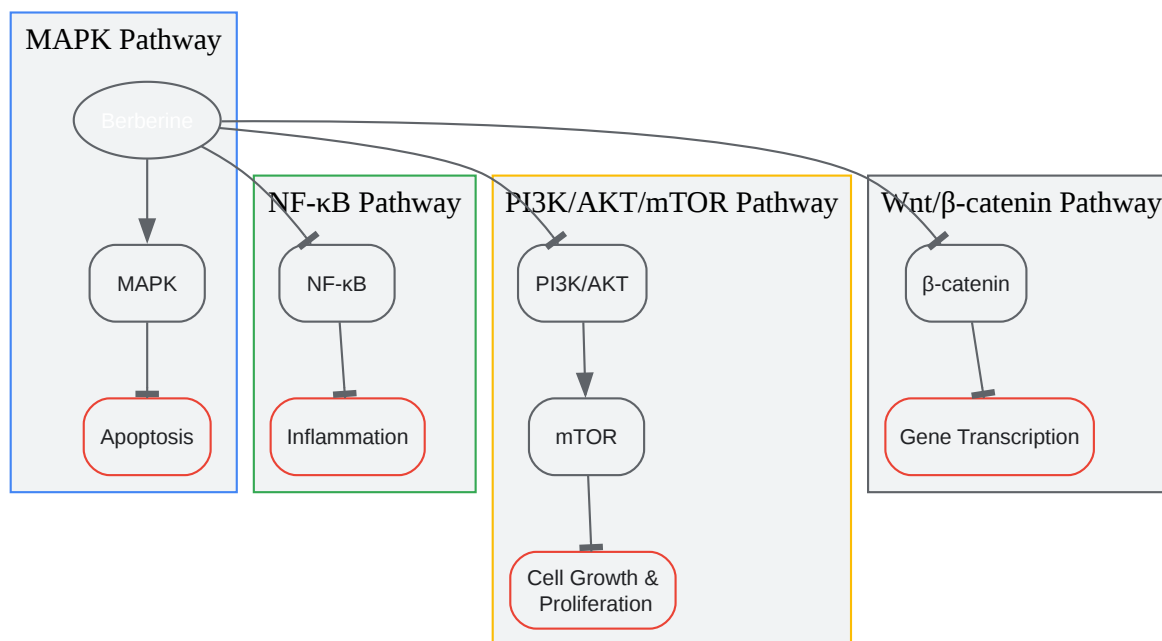 MAPK Pathway
Berberine
NF-κB Pathway
PI3K/AKT/mTOR Pathway
Wnt/β-catenin Pathway
MAPK
NF-κB
PI3K/AKT
β-catenin
Apoptosis
Inflammation
mTOR
Gene Transcription
Cell Growth &
Proliferation